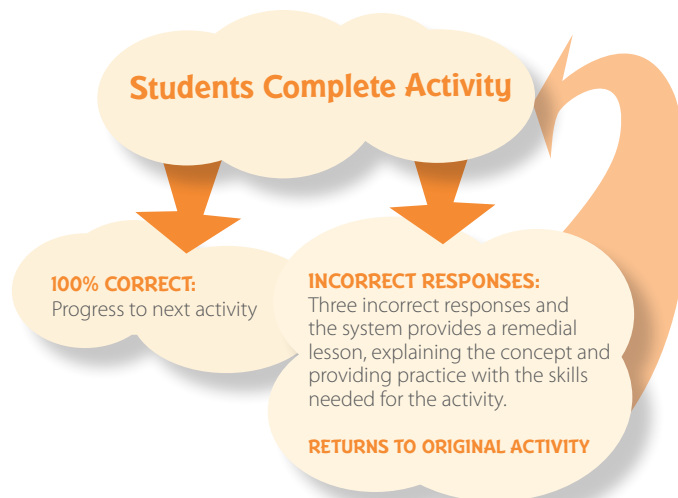 Students Complete Activity
100% CORRECT:
Progress to next activity
INCORRECT RESPONSES:
Three incorrect responses and
the system provides a remedial
lesson, explaining the concept and
providing practice with the skills
needed for the activity.
RETURNS TO ORIGINAL ACTIVITY